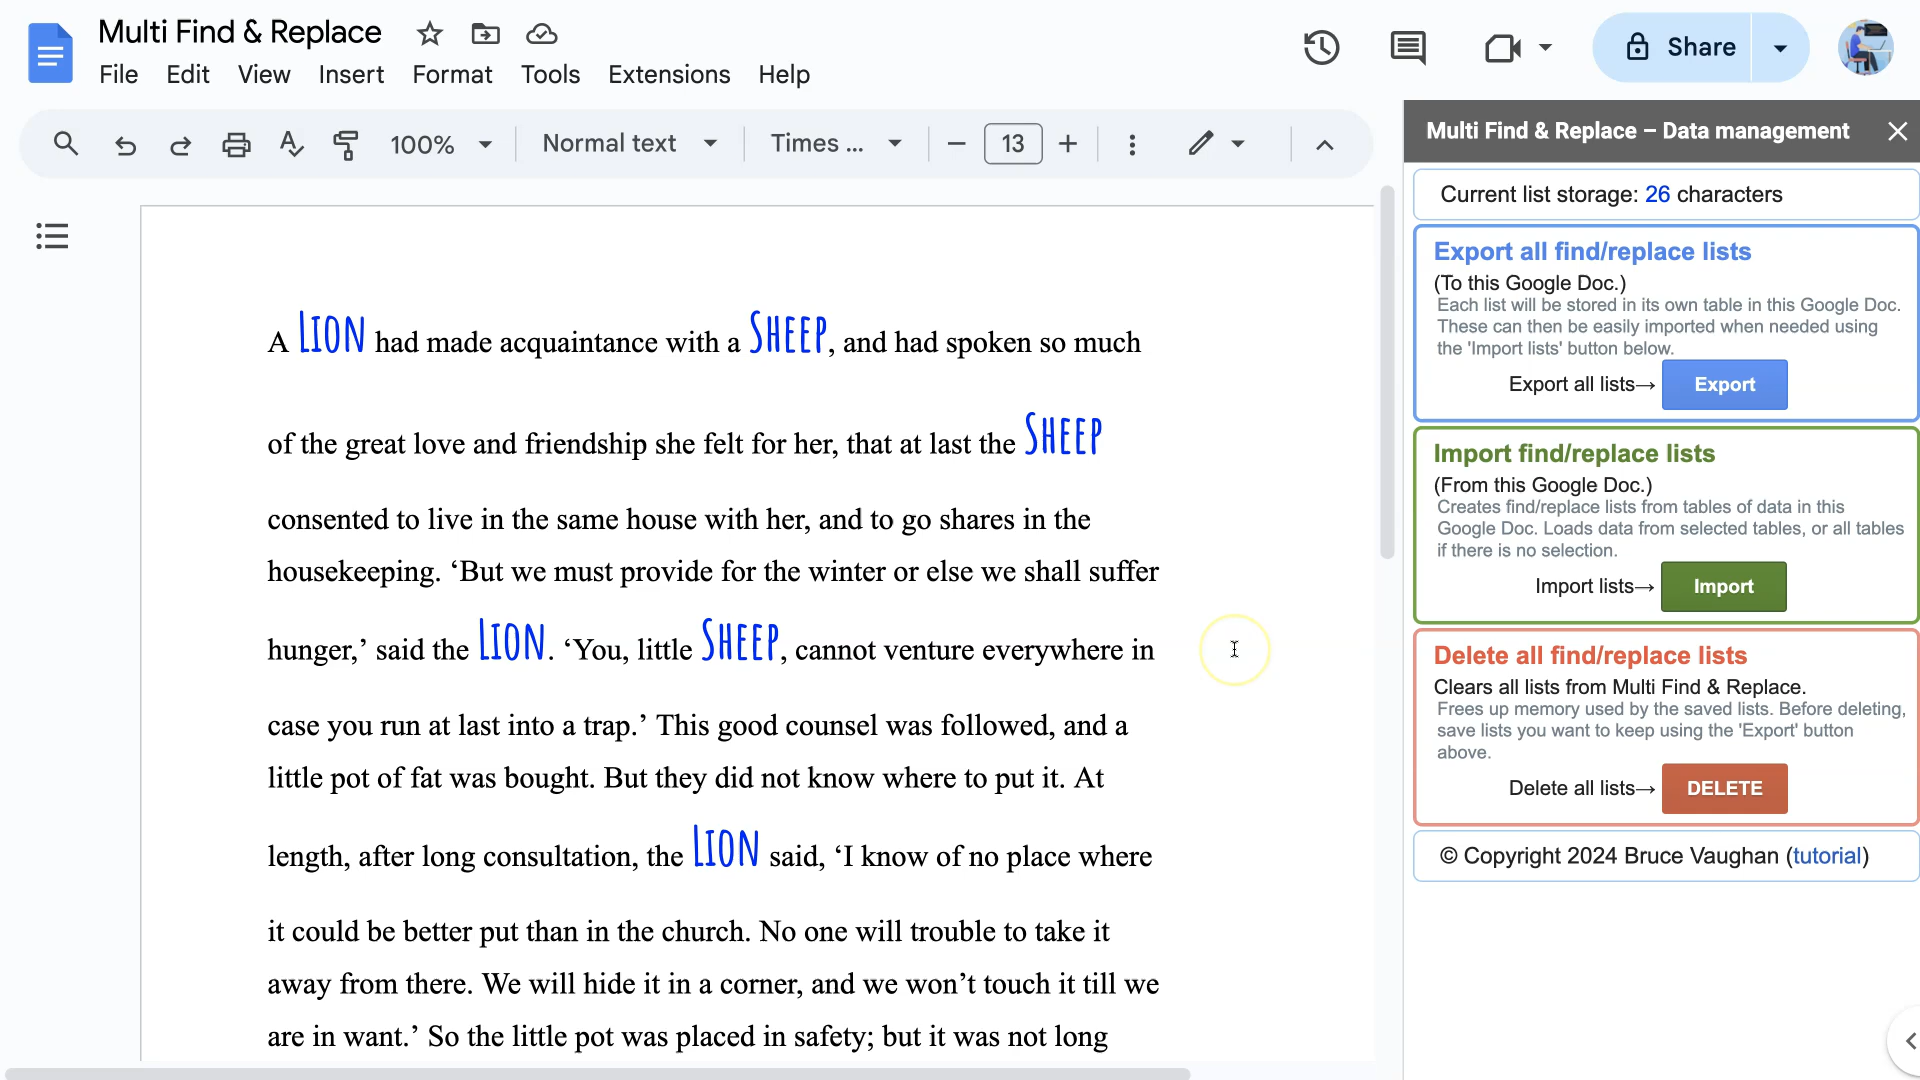 Multi Find & Replace
File Edit View Insert Format Tools Extensions Help
Share
100% Normal text Times ... 13
A LION had made acquaintance with a SHEEP, and had spoken so much
of the great love and friendship she felt for her, that at last the SHEEP
consented to live in the same house with her, and to go shares in the
housekeeping. ‘But we must provide for the winter or else we shall suffer
hunger,’ said the LION. ‘You, little SHEEP, cannot venture everywhere in
case you run at last into a trap.’ This good counsel was followed, and a
little pot of fat was bought. But they did not know where to put it. At
length, after long consultation, the LION said, ‘I know of no place where
it could be better put than in the church. No one will trouble to take it
away from there. We will hide it in a corner, and we won’t touch it till we
are in want.’ So the little pot was placed in safety; but it was not long
Multi Find & Replace – Data management
Current list storage: 26 characters
Export all find/replace lists
(To this Google Doc.)
Each list will be stored in its own table in this Google Doc.
These can then be easily imported when needed using
the 'Import lists' button below.
Export all lists→ Export
Import find/replace lists
(From this Google Doc.)
Creates find/replace lists from tables of data in this
Google Doc. Loads data from selected tables, or all tables
if there is no selection.
Import lists→ Import
Delete all find/replace lists
Clears all lists from Multi Find & Replace.
Frees up memory used by the saved lists. Before deleting,
save lists you want to keep using the 'Export' button
above.
Delete all lists→ DELETE
© Copyright 2024 Bruce Vaughan (tutorial)